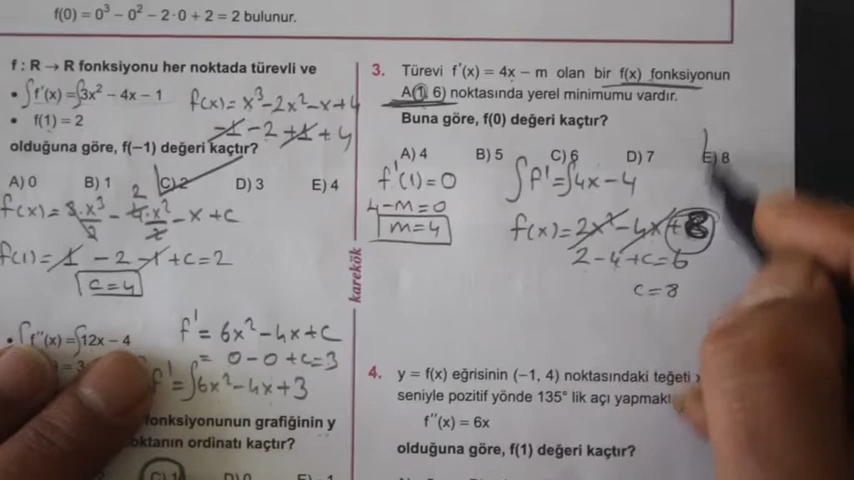 f(0) = 0³ – 0² – 2·0 + 2 = 2 bulunur.
f : R → R fonksiyonu her noktada türevli ve
• ∫f'(x) = ∫3x² – 4x – 1
f(x) = x³ – 2x² – x + 4
• f(1) = 2
–1 – 2 + 1 + 4
olduğuna göre, f(–1) değeri kaçtır?
2
A) 0 B) 1 C) 2 D) 3 E) 4
f(x) = 3·x³/3 – 4·x²/2 – x + c
f(1) = 1 – 2 – 1 + c = 2
c = 4
• ∫f''(x) = ∫12x – 4
f' = 6x² – 4x + c
= 0 – 0 + c = 3
f' = ∫6x² – 4x + 3
fonksiyonunun grafiğinin y
noktanın ordinatı kaçtır?
C) 1 D) 0 E) –1
karekök
3. Türevi f'(x) = 4x – m olan bir f(x) fonksiyonun
A(1, 6) noktasında yerel minimumu vardır.
Buna göre, f(0) değeri kaçtır?
A) 4 B) 5 C) 6 D) 7 E) 8
f'(1) = 0
4 – m = 0
m = 4
∫f' = ∫4x – 4
f(x) = 2x² – 4x + 8
2 – 4 + c = 6
c = 8
4. y = f(x) eğrisinin (–1, 4) noktasındaki teğeti
seniyle pozitif yönde 135° lik açı
f''(x) = 6x
olduğuna göre, f(1) değeri kaçtır?